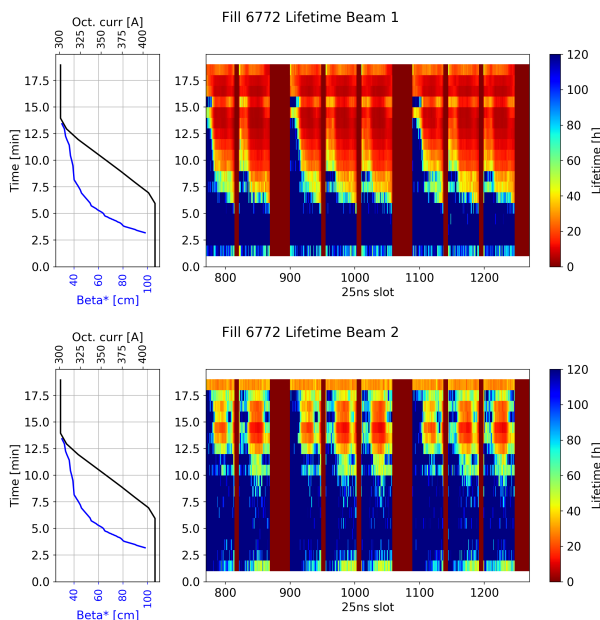 Fill 6772 Lifetime Beam 1
Oct. curr [A]
300 325 350 375 400
17.5
15.0
12.5
10.0
7.5
5.0
2.5
0.0
Time [min]
40 60 80 100
Beta* [cm]
17.5
15.0
12.5
10.0
7.5
5.0
2.5
0.0
800 900 1000 1100 1200
25ns slot
120
100
80
60
40
20
0
Lifetime [h]
Fill 6772 Lifetime Beam 2
Oct. curr [A]
300 325 350 375 400
17.5
15.0
12.5
10.0
7.5
5.0
2.5
0.0
Time [min]
40 60 80 100
Beta* [cm]
17.5
15.0
12.5
10.0
7.5
5.0
2.5
0.0
800 900 1000 1100 1200
25ns slot
120
100
80
60
40
20
0
Lifetime [h]